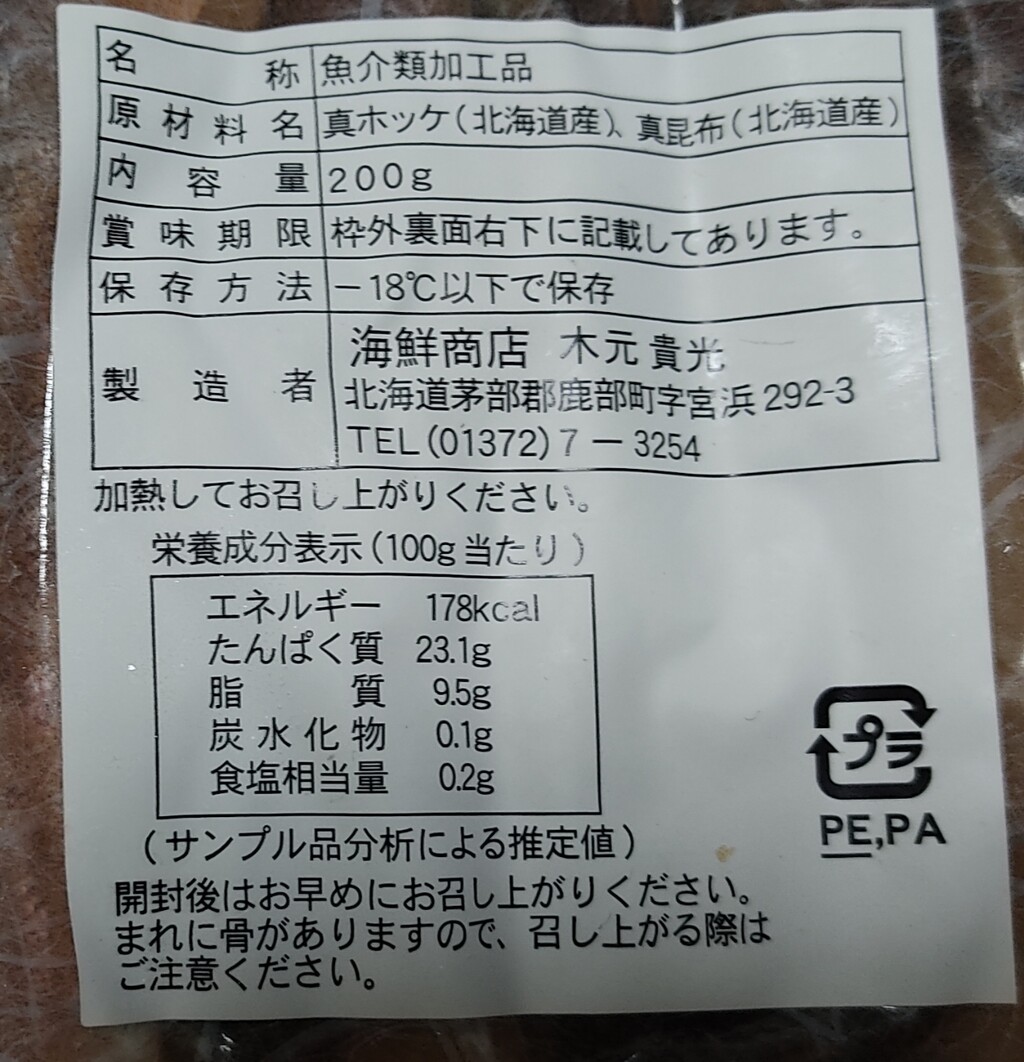 名称 魚介類加工品
原材料名 真ホッケ(北海道産)、真昆布(北海道産)
内容量 200g
賞味期限 枠外裏面右下に記載してあります。
保存方法 -18℃以下で保存
製造者 海鮮商店 木元貴光
北海道茅部郡鹿部町字宮浜292-3
TEL(01372)7-3254
加熱してお召し上がりください。
栄養成分表示(100g当たり)
エネルギー 178kcal
たんぱく質 23.1g
脂質 9.5g
炭水化物 0.1g
食塩相当量 0.2g
(サンプル品分析による推定値)
プラ
PE,PA
開封後はお早めにお召し上がりください。
まれに骨がありますので、召し上がる際は
ご注意ください。